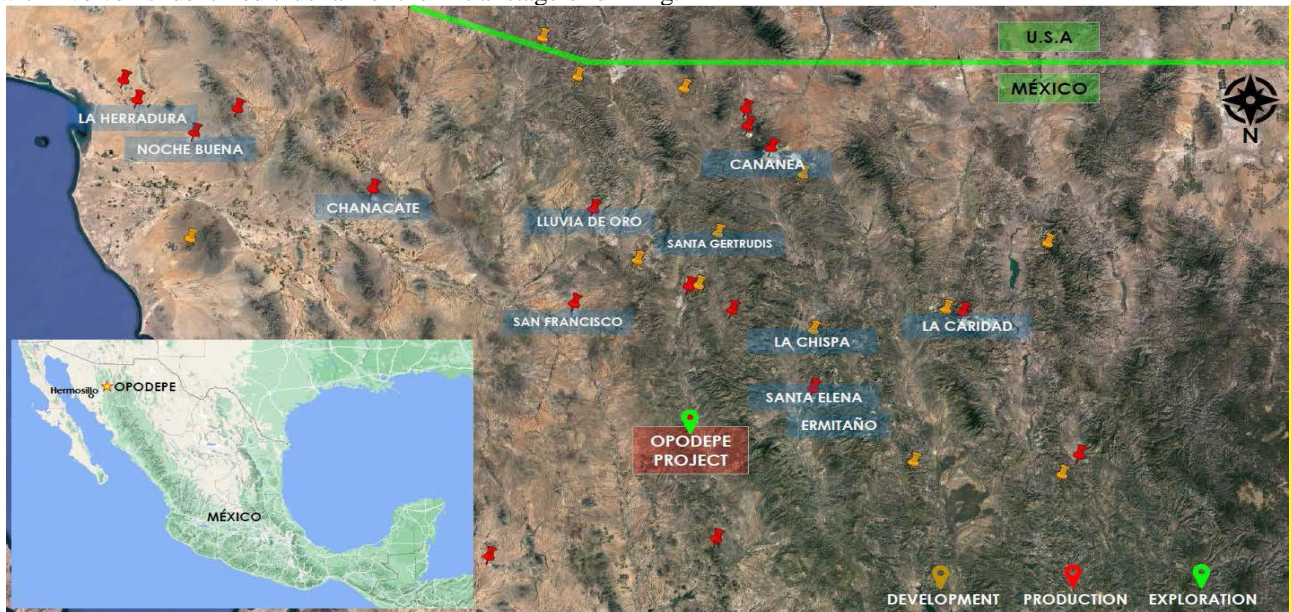 U.S.A
MÉXICO
N
LA HERRADURA
NOCHE BUENA
CANANEA
CHANACATE
LLUVIA DE ORO
SANTA GERTRUDIS
SAN FRANCISCO
LA CARIDAD
LA CHISPA
SANTA ELENA
ERMITAÑO
OPODEPE
PROJECT
Hermosillo
OPODEPE
MÉXICO
DEVELOPMENT
PRODUCTION
EXPLORATION